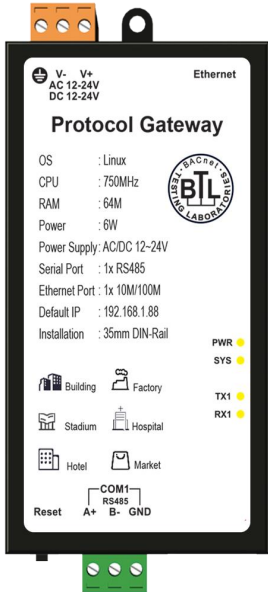 V- V+
AC 12-24V
DC 12-24V
Ethernet
Protocol Gateway
OS : Linux
CPU : 750MHz
RAM : 64M
Power : 6W
Power Supply: AC/DC 12~24V
Serial Port : 1x RS485
Ethernet Port : 1x 10M/100M
Default IP : 192.168.1.88
Installation : 35mm DIN-Rail
BACnet
BTL
TESTING LABORATORIES
PWR
SYS
TX1
RX1
Building
Factory
Stadium
Hospital
Hotel
Market
COM1
RS485
Reset A+ B- GND